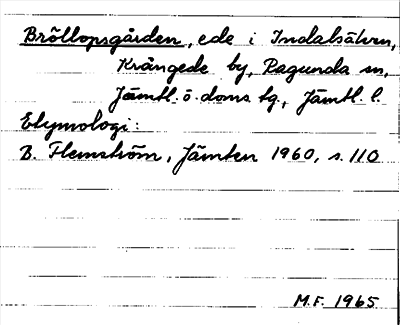 Bröllopsgården, ede i Indalsälven,
Krångede by, Ragunda sn,
Jämtl. ö. doms. tg., Jämtl. l.
Etymologi:
B. Flemström, Jämten 1960, s. 110
M.F. 1965